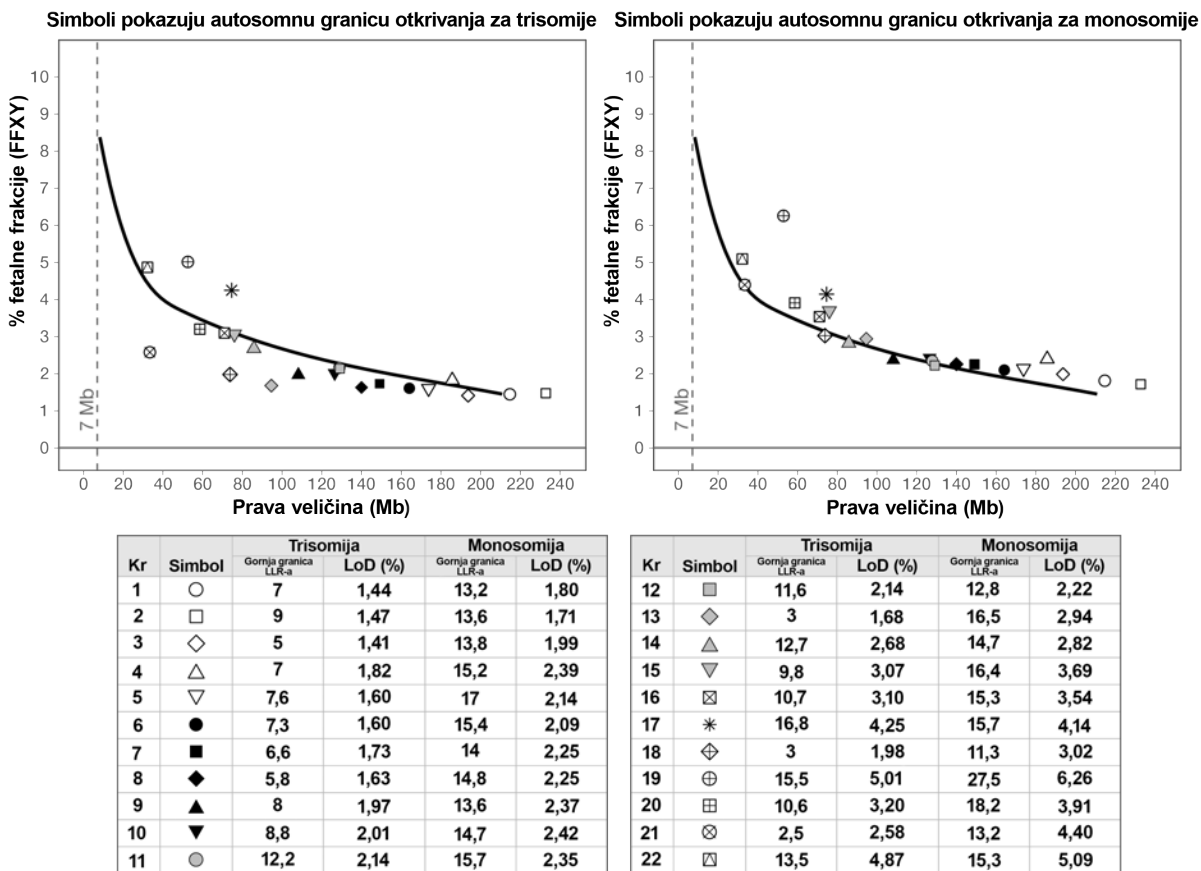 Simboli pokazuju autosomnu granicu otkrivanja za trisomije
% fetalne frakcije (FFXY)
10
9
8
7
6
5
4
3
2
1
0
7 Mb
0 20 40 60 80 100 120 140 160 180 200 220 240
Prava veličina (Mb)
Simboli pokazuju autosomnu granicu otkrivanja za monosomije
% fetalne frakcije (FFXY)
10
9
8
7
6
5
4
3
2
1
0
7 Mb
0 20 40 60 80 100 120 140 160 180 200 220 240
Prava veličina (Mb)
Trisomija Monosomija
Kr Simbol Gornja granica LLR-a LoD (%) Gornja granica LLR-a LoD (%)
1 7 1,44 13,2 1,80
2 9 1,47 13,6 1,71
3 5 1,41 13,8 1,99
4 7 1,82 15,2 2,39
5 7,6 1,60 17 2,14
6 7,3 1,60 15,4 2,09
7 6,6 1,73 14 2,25
8 5,8 1,63 14,8 2,25
9 8 1,97 13,6 2,37
10 8,8 2,01 14,7 2,42
11 12,2 2,14 15,7 2,35
Trisomija Monosomija
Kr Simbol Gornja granica LLR-a LoD (%) Gornja granica LLR-a LoD (%)
12 11,6 2,14 12,8 2,22
13 3 1,68 16,5 2,94
14 12,7 2,68 14,7 2,82
15 9,8 3,07 16,4 3,69
16 10,7 3,10 15,3 3,54
17 16,8 4,25 15,7 4,14
18 3 1,98 11,3 3,02
19 15,5 5,01 27,5 6,26
20 10,6 3,20 18,2 3,91
21 2,5 2,58 13,2 4,40
22 13,5 4,87 15,3 5,09